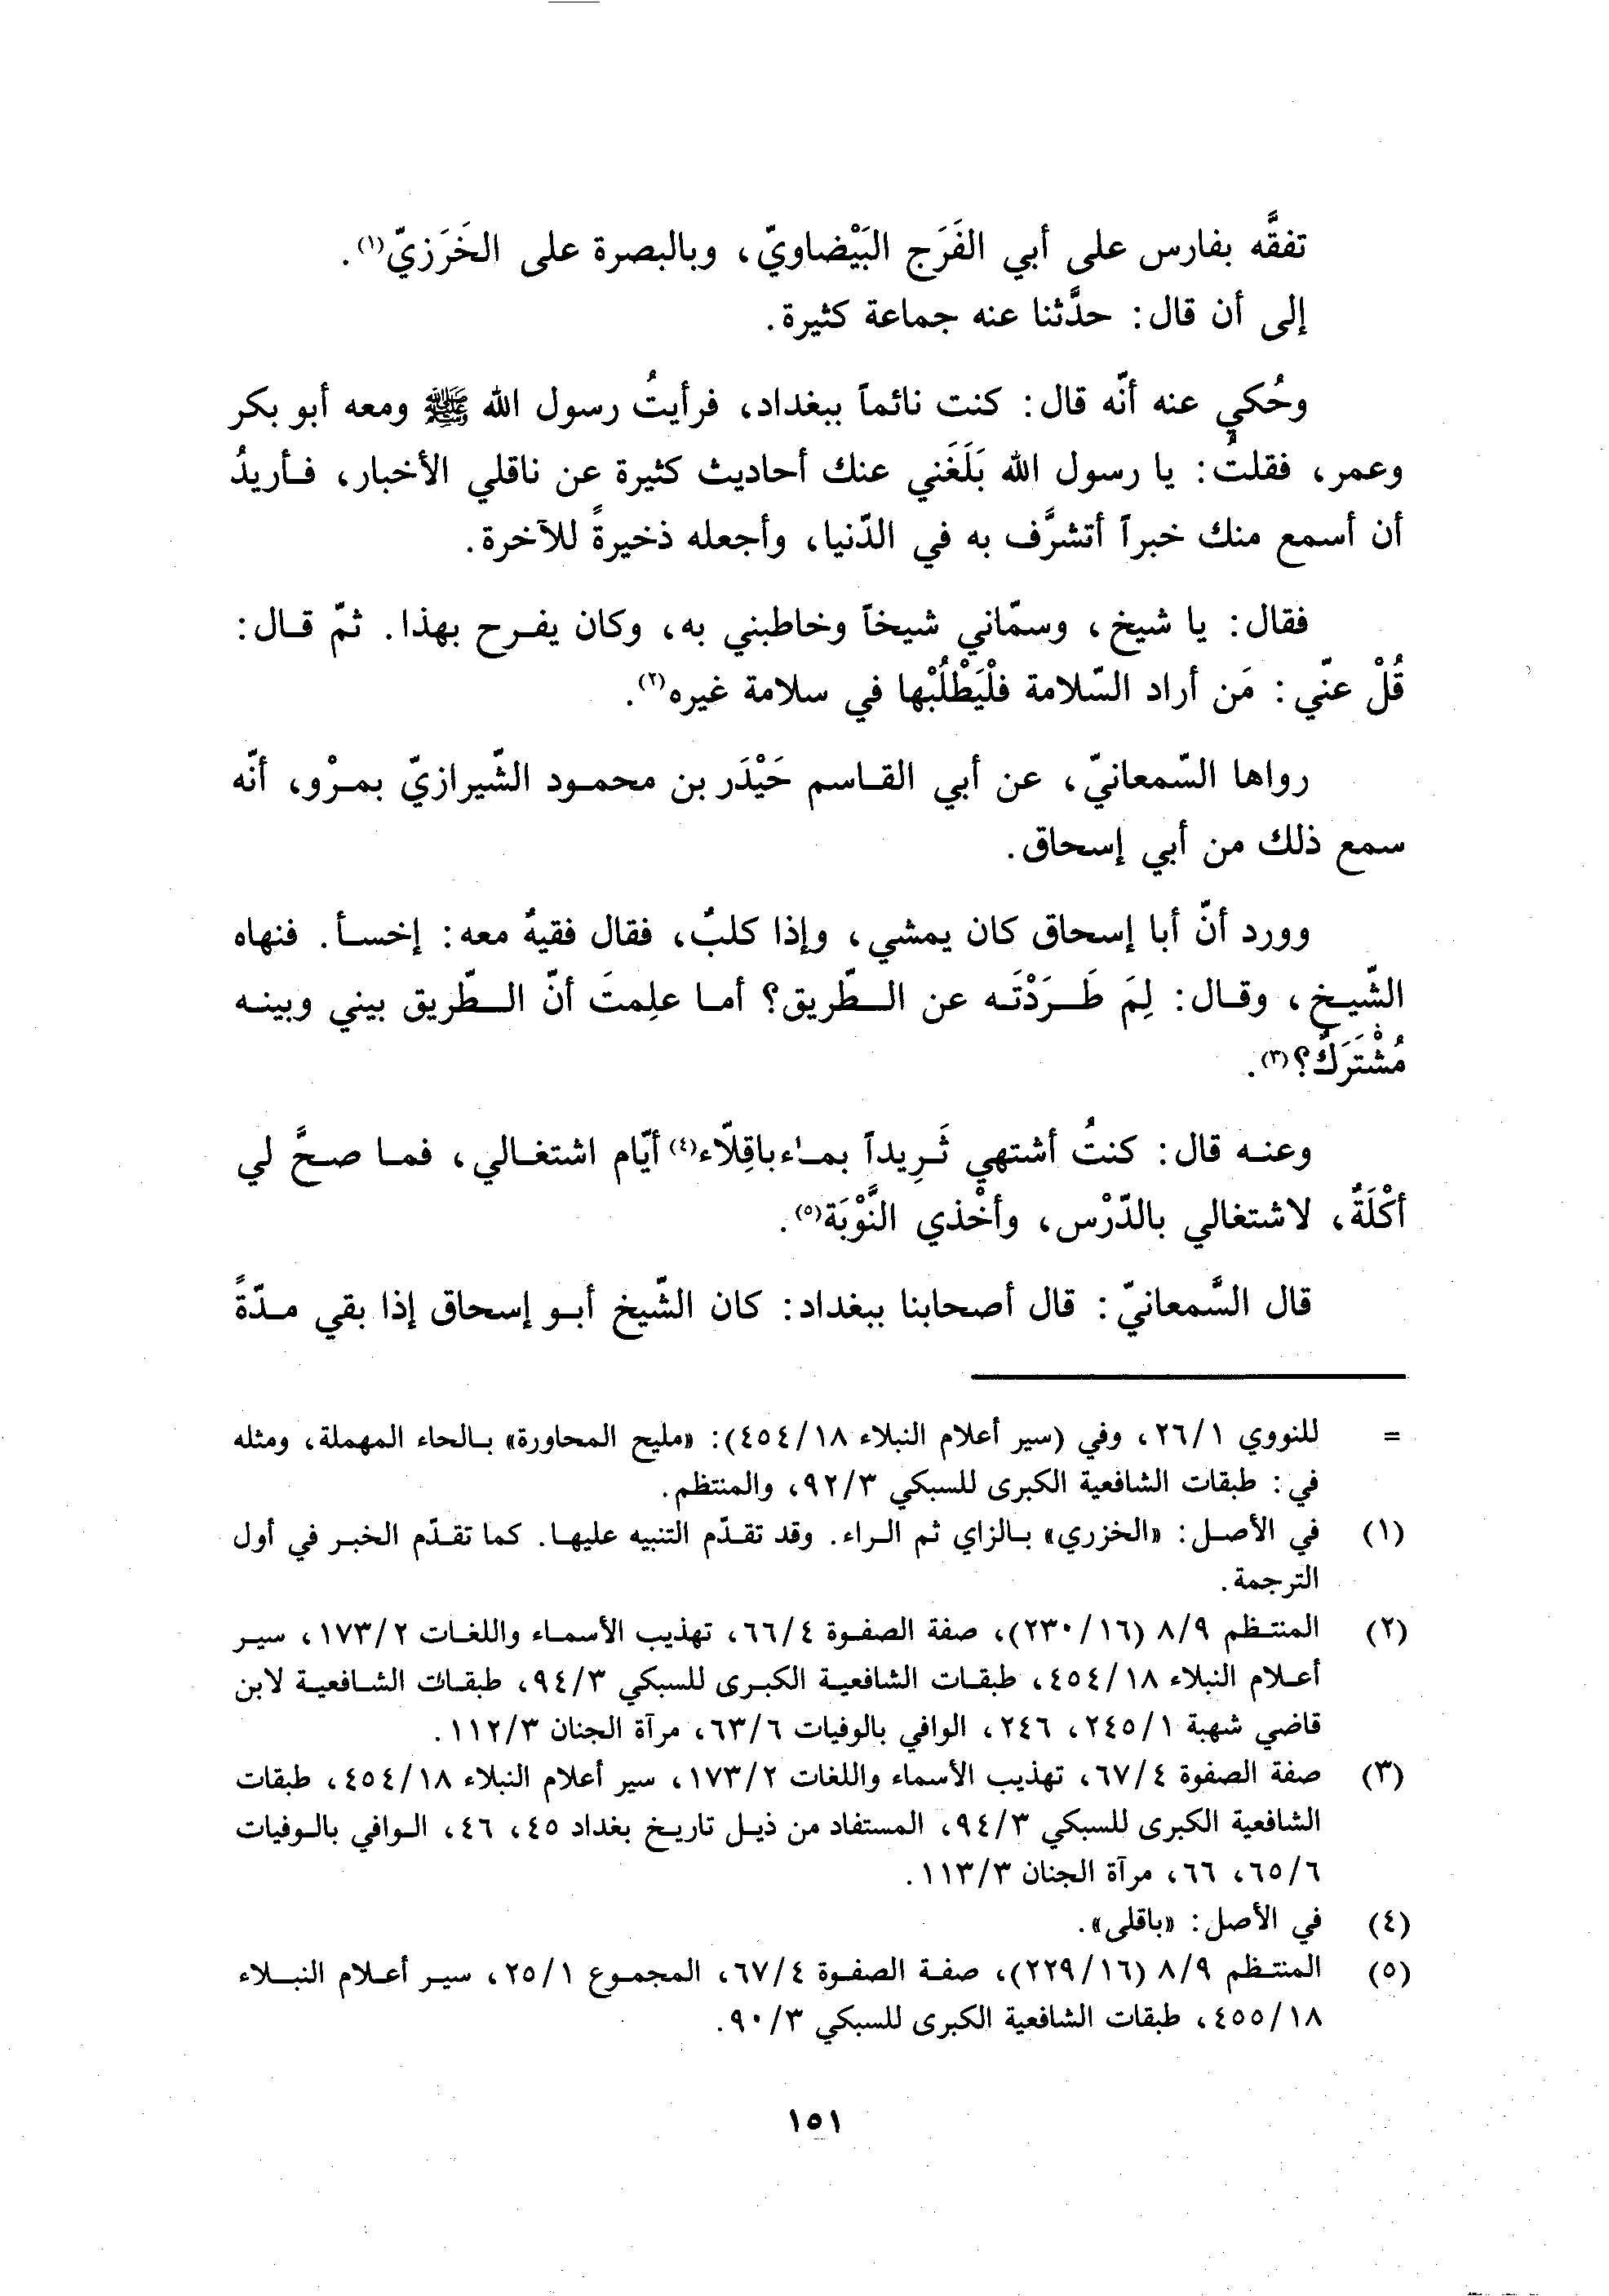 تفقَّه بفارس على أبي الفَرَج البَيْضاويّ، وبالبصرة على الخَرَزيّ(١).
إلى أن قال: حدَّثنا عنه جماعة كثيرة.
وحُكي عنه أنّه قال: كنت نائماً ببغداد، فرأيتُ رسول الله ﷺ ومعه أبو بكر
وعمر، فقلتُ: يا رسول الله بَلَغَني عنك أحاديث كثيرة عن ناقلي الأخبار، فأريدُ
أن أسمع منك خبراً أتشرَّف به في الدّنيا، وأجعله ذخيرةً للآخرة.
فقال: يا شيخ، وسمّاني شيخاً وخاطبني به، وكان يفرح بهذا. ثمّ قال:
قُلْ عنّي: مَن أراد السّلامة فلْيَطْلُبْها في سلامة غيره(٢).
رواها السّمعانيّ، عن أبي القاسم حَيْدَر بن محمود الشّيرازيّ بمرْو، أنّه
سمع ذلك من أبي إسحاق.
وورد أنّ أبا إسحاق كان يمشي، وإذا كلبٌ، فقال فقيهٌ معه: إخسأ. فنهاه
الشّيخ، وقال: لِمَ طَرَدْتَه عن الطّريق؟ أما علِمتَ أنّ الطّريق بيني وبينه
مُشْتَرَكٌ؟(٣).
وعنه قال: كنتُ أشتهي ثَرِيداً بماء باقِلّاء(٤) أيّام اشتغالي، فما صحَّ لي
أكْلَةٌ، لاشتغالي بالدّرْس، وأخْذي النَّوْبَة(٥).
قال السَّمعانيّ: قال أصحابنا ببغداد: كان الشّيخ أبو إسحاق إذا بقي مدّةً
= للنووي ٢٦/١، وفي (سير أعلام النبلاء ٤٥٤/١٨): «مليح المحاورة» بالحاء المهملة، ومثله
في: طبقات الشافعية الكبرى للسبكي ٩٢/٣، والمنتظم.
(١) في الأصل: «الخزري» بالزاي ثم الراء. وقد تقدّم التنبيه عليها. كما تقدّم الخبر في أول
الترجمة.
(٢) المنتظم ٨/٩ (٢٣٠/١٦)، صفة الصفوة ٦٦/٤، تهذيب الأسماء واللغات ١٧٣/٢، سير
أعلام النبلاء ٤٥٤/١٨، طبقات الشافعية الكبرى للسبكي ٩٤/٣، طبقات الشافعية لابن
قاضي شهبة ٢٤٥/١، ٢٤٦، الوافي بالوفيات ٦٣/٦، مرآة الجنان ١١٢/٣.
(٣) صفة الصفوة ٦٧/٤، تهذيب الأسماء واللغات ١٧٣/٢، سير أعلام النبلاء ٤٥٤/١٨، طبقات
الشافعية الكبرى للسبكي ٩٤/٣، المستفاد من ذيل تاريخ بغداد ٤٥، ٤٦، الوافي بالوفيات
٦٥/٦، ٦٦، مرآة الجنان ١١٣/٣.
(٤) في الأصل: «باقلى».
(٥) المنتظم ٨/٩ (٢٢٩/١٦)، صفة الصفوة ٦٧/٤، المجموع ٢٥/١، سير أعلام النبلاء
٤٥٥/١٨، طبقات الشافعية الكبرى للسبكي ٩٠/٣.
١٥١